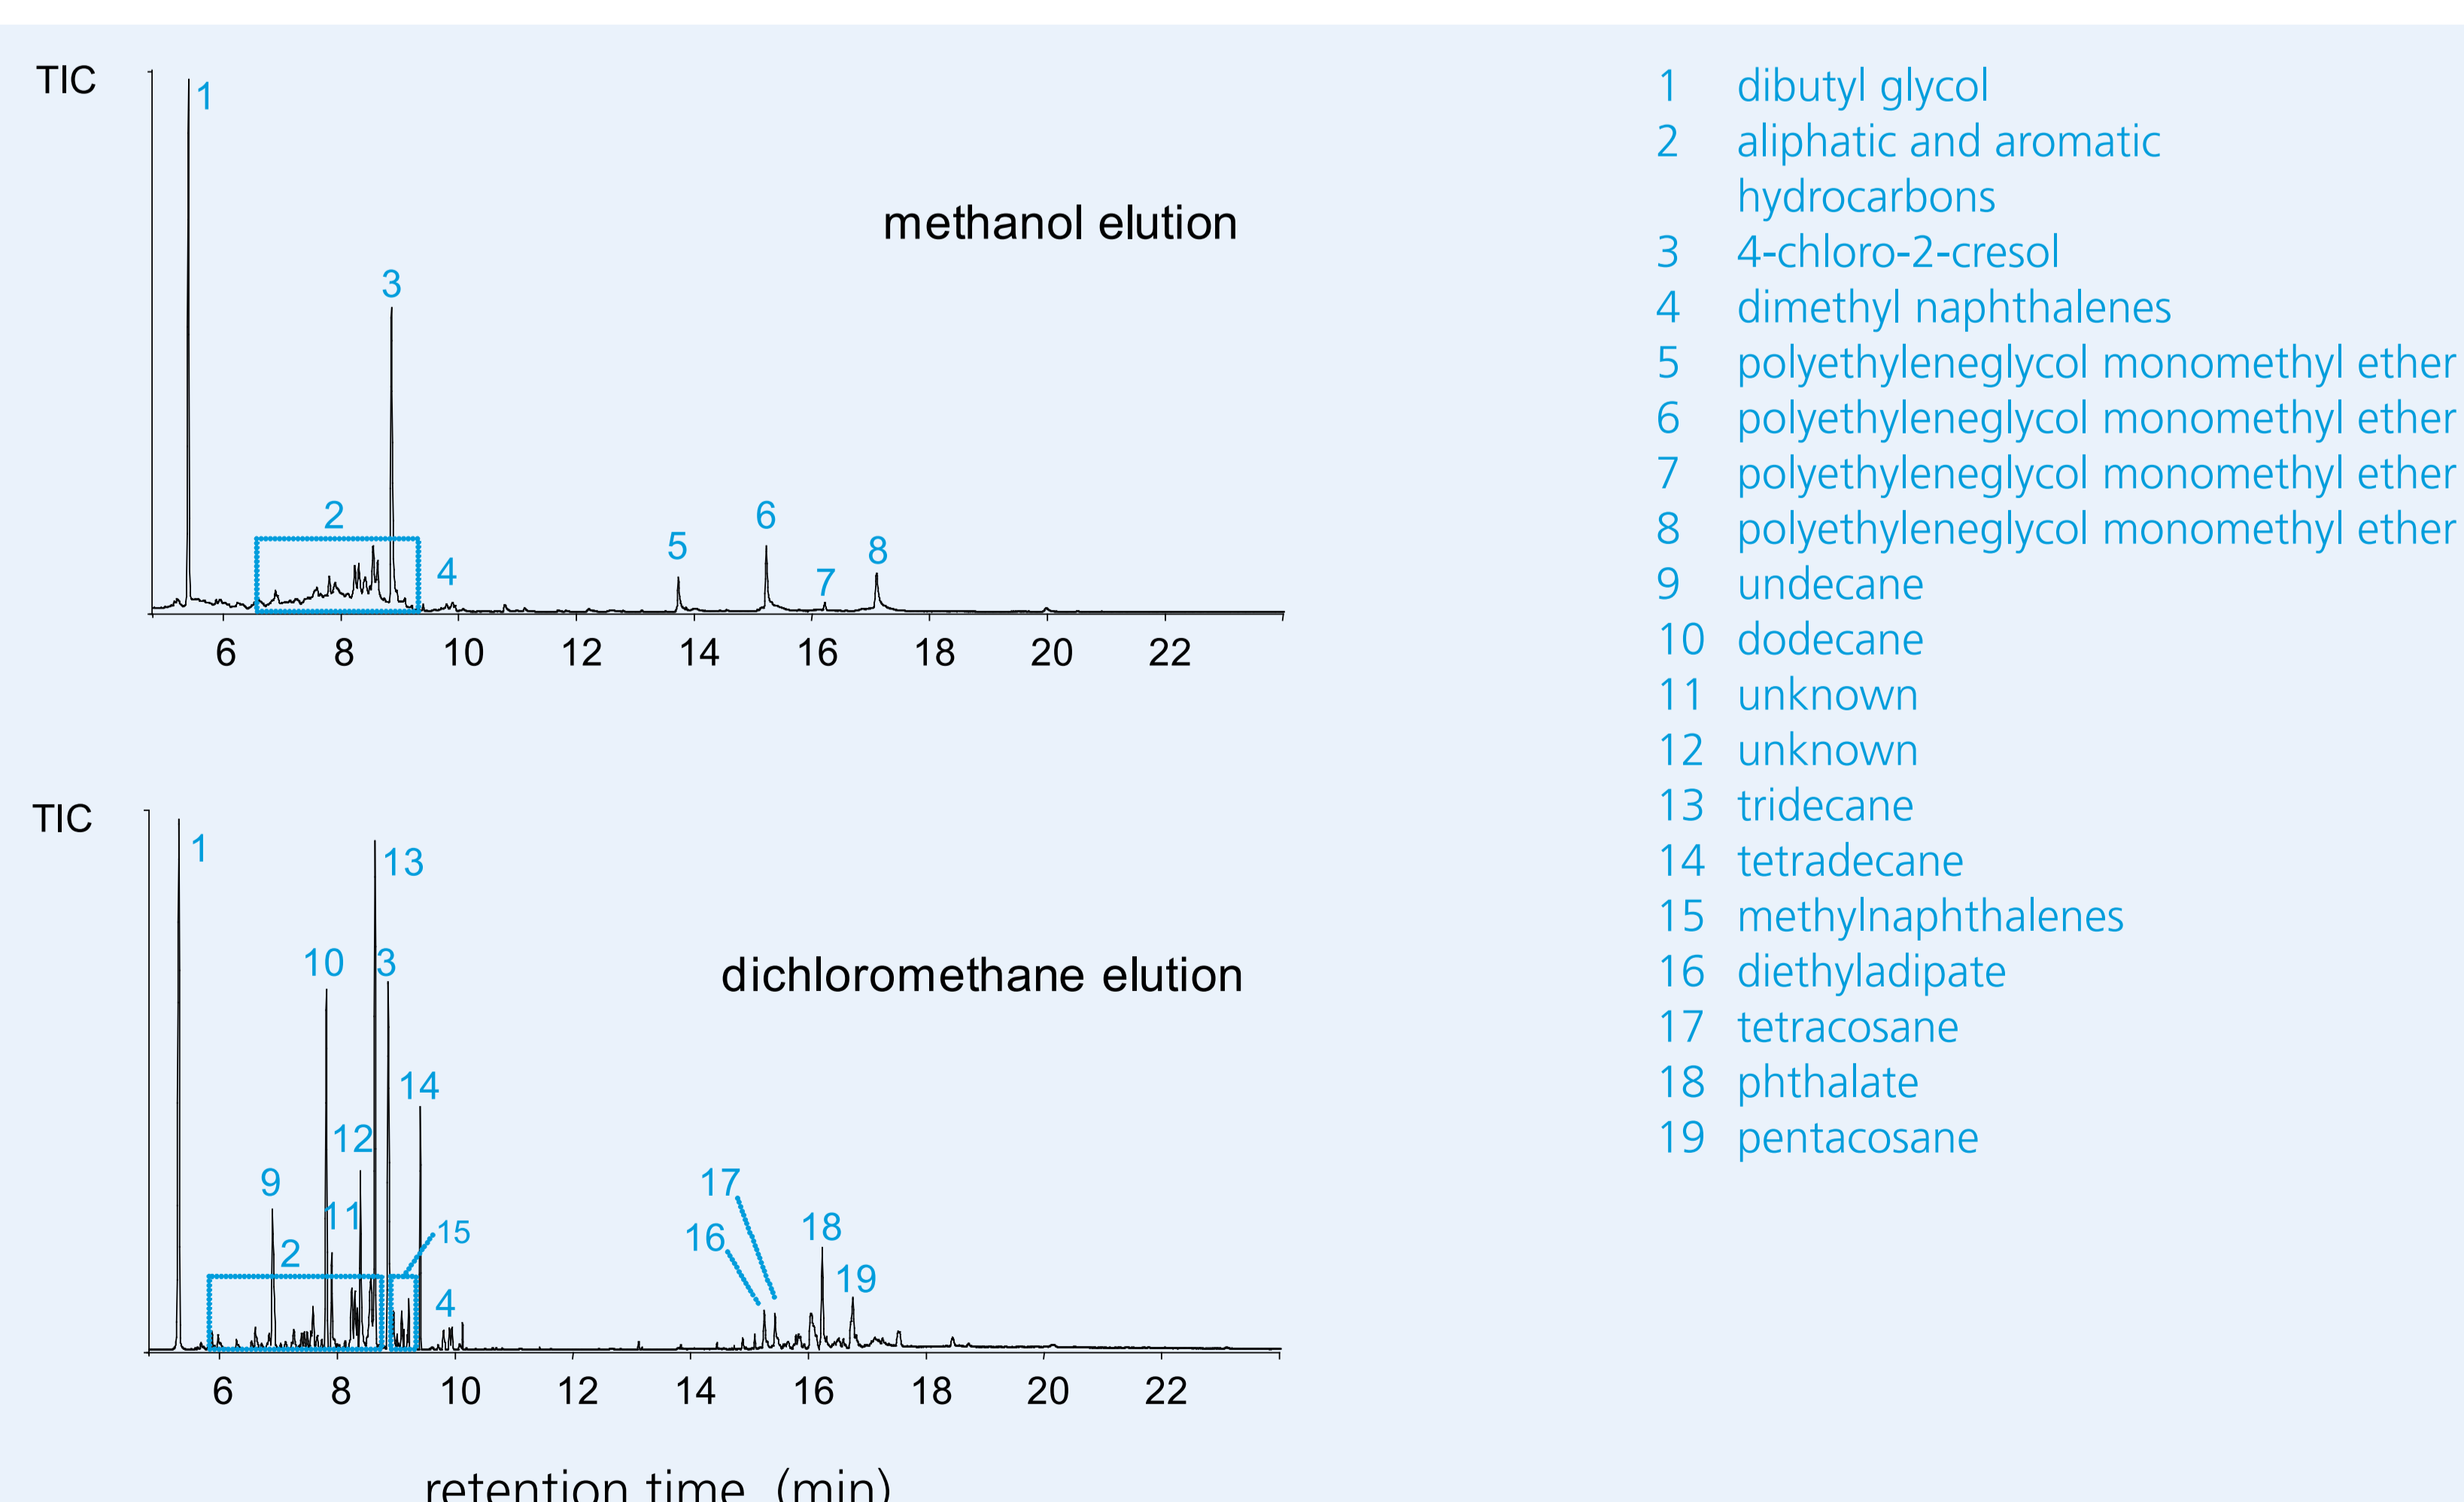 TIC
1
methanol elution
3
2
4
5
6
7
8
6 8 10 12 14 16 18 20 22
TIC
1
13
10
3
dichloromethane elution
14
12
9
11
2
15
4
17
16
18
19
6 8 10 12 14 16 18 20 22
retention time (min)
1 dibutyl glycol
2 aliphatic and aromatic
hydrocarbons
3 4-chloro-2-cresol
4 dimethyl naphthalenes
5 polyethyleneglycol monomethyl ether
6 polyethyleneglycol monomethyl ether
7 polyethyleneglycol monomethyl ether
8 polyethyleneglycol monomethyl ether
9 undecane
10 dodecane
11 unknown
12 unknown
13 tridecane
14 tetradecane
15 methylnaphthalenes
16 diethyladipate
17 tetracosane
18 phthalate
19 pentacosane